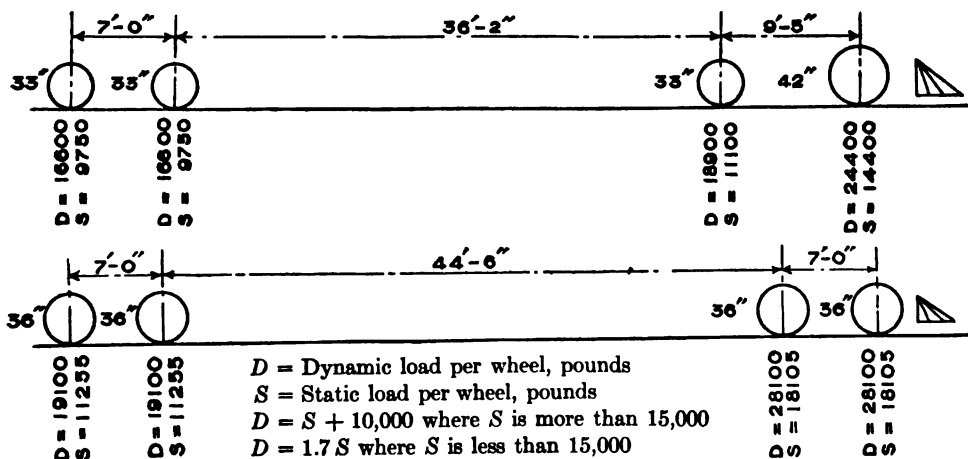 7'-0" 36'-2" 9'-5"
33" 33" 33" 42"
D = 16600
S = 9750
D = 16600
S = 9750
D = 18900
S = 11100
D = 24400
S = 14400
7'-0" 44'-6" 7'-0"
36" 36" 36" 36"
D = 19100
S = 11255
D = 19100
S = 11255
D = 28100
S = 18105
D = 28100
S = 18105
D = Dynamic load per wheel, pounds
S = Static load per wheel, pounds
D = S + 10,000 where S is more than 15,000
D = 1.7 S where S is less than 15,000